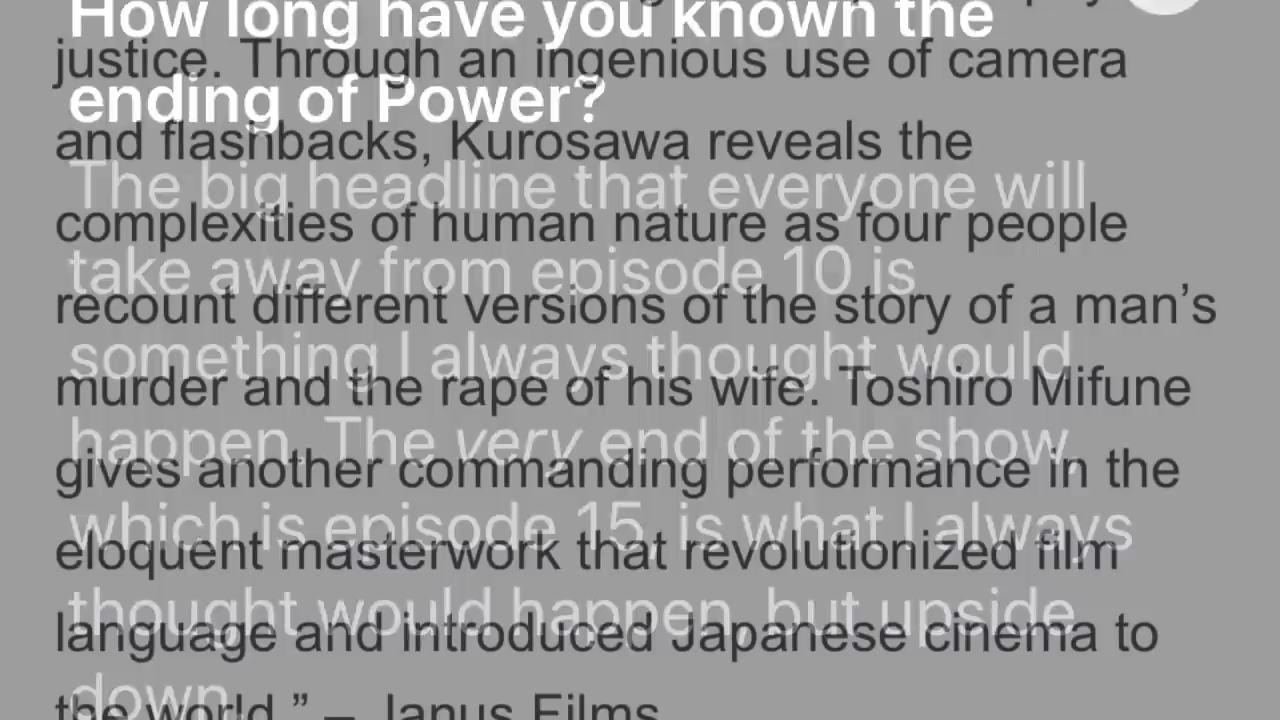 How long have you known the
ending of Power?
The big headline that everyone will
take away from episode 10 is
something I always thought would
happen. The very end of the show,
which is episode 15, is what I always
thought would happen, but upside
down.
justice. Through an ingenious use of camera
and flashbacks, Kurosawa reveals the
complexities of human nature as four people
recount different versions of the story of a man’s
murder and the rape of his wife. Toshiro Mifune
gives another commanding performance in the
eloquent masterwork that revolutionized film
language and introduced Japanese cinema to
the world.” – Janus Films